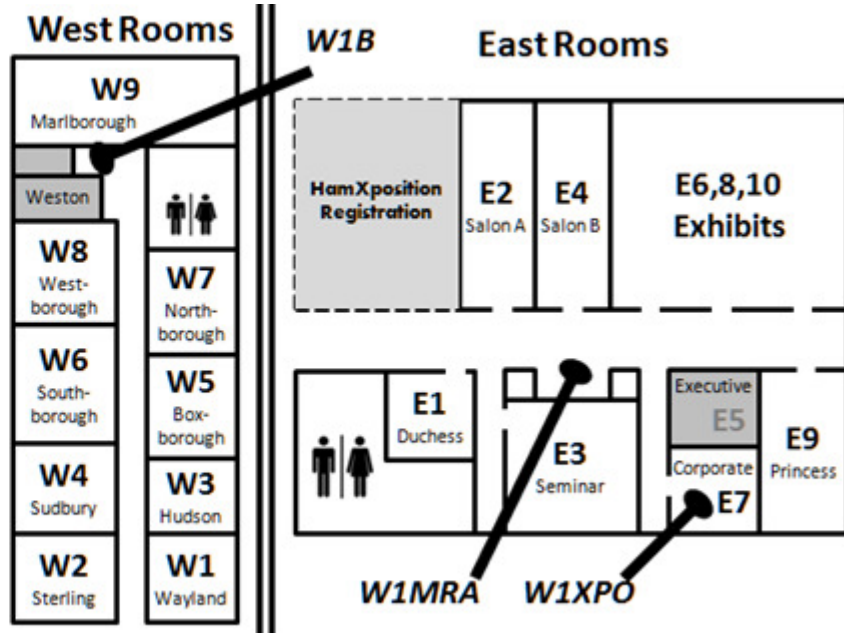 West Rooms
W1B
East Rooms
W9
Marlborough
Weston
W8
West-
borough
W7
North-
borough
W6
South-
borough
W5
Box-
borough
W4
Sudbury
W3
Hudson
W2
Sterling
W1
Wayland
HamXposition
Registration
E2
Salon A
E4
Salon B
E6,8,10
Exhibits
E1
Duchess
E3
Seminar
Executive
E5
Corporate
E7
E9
Princess
W1MRA
W1XPO